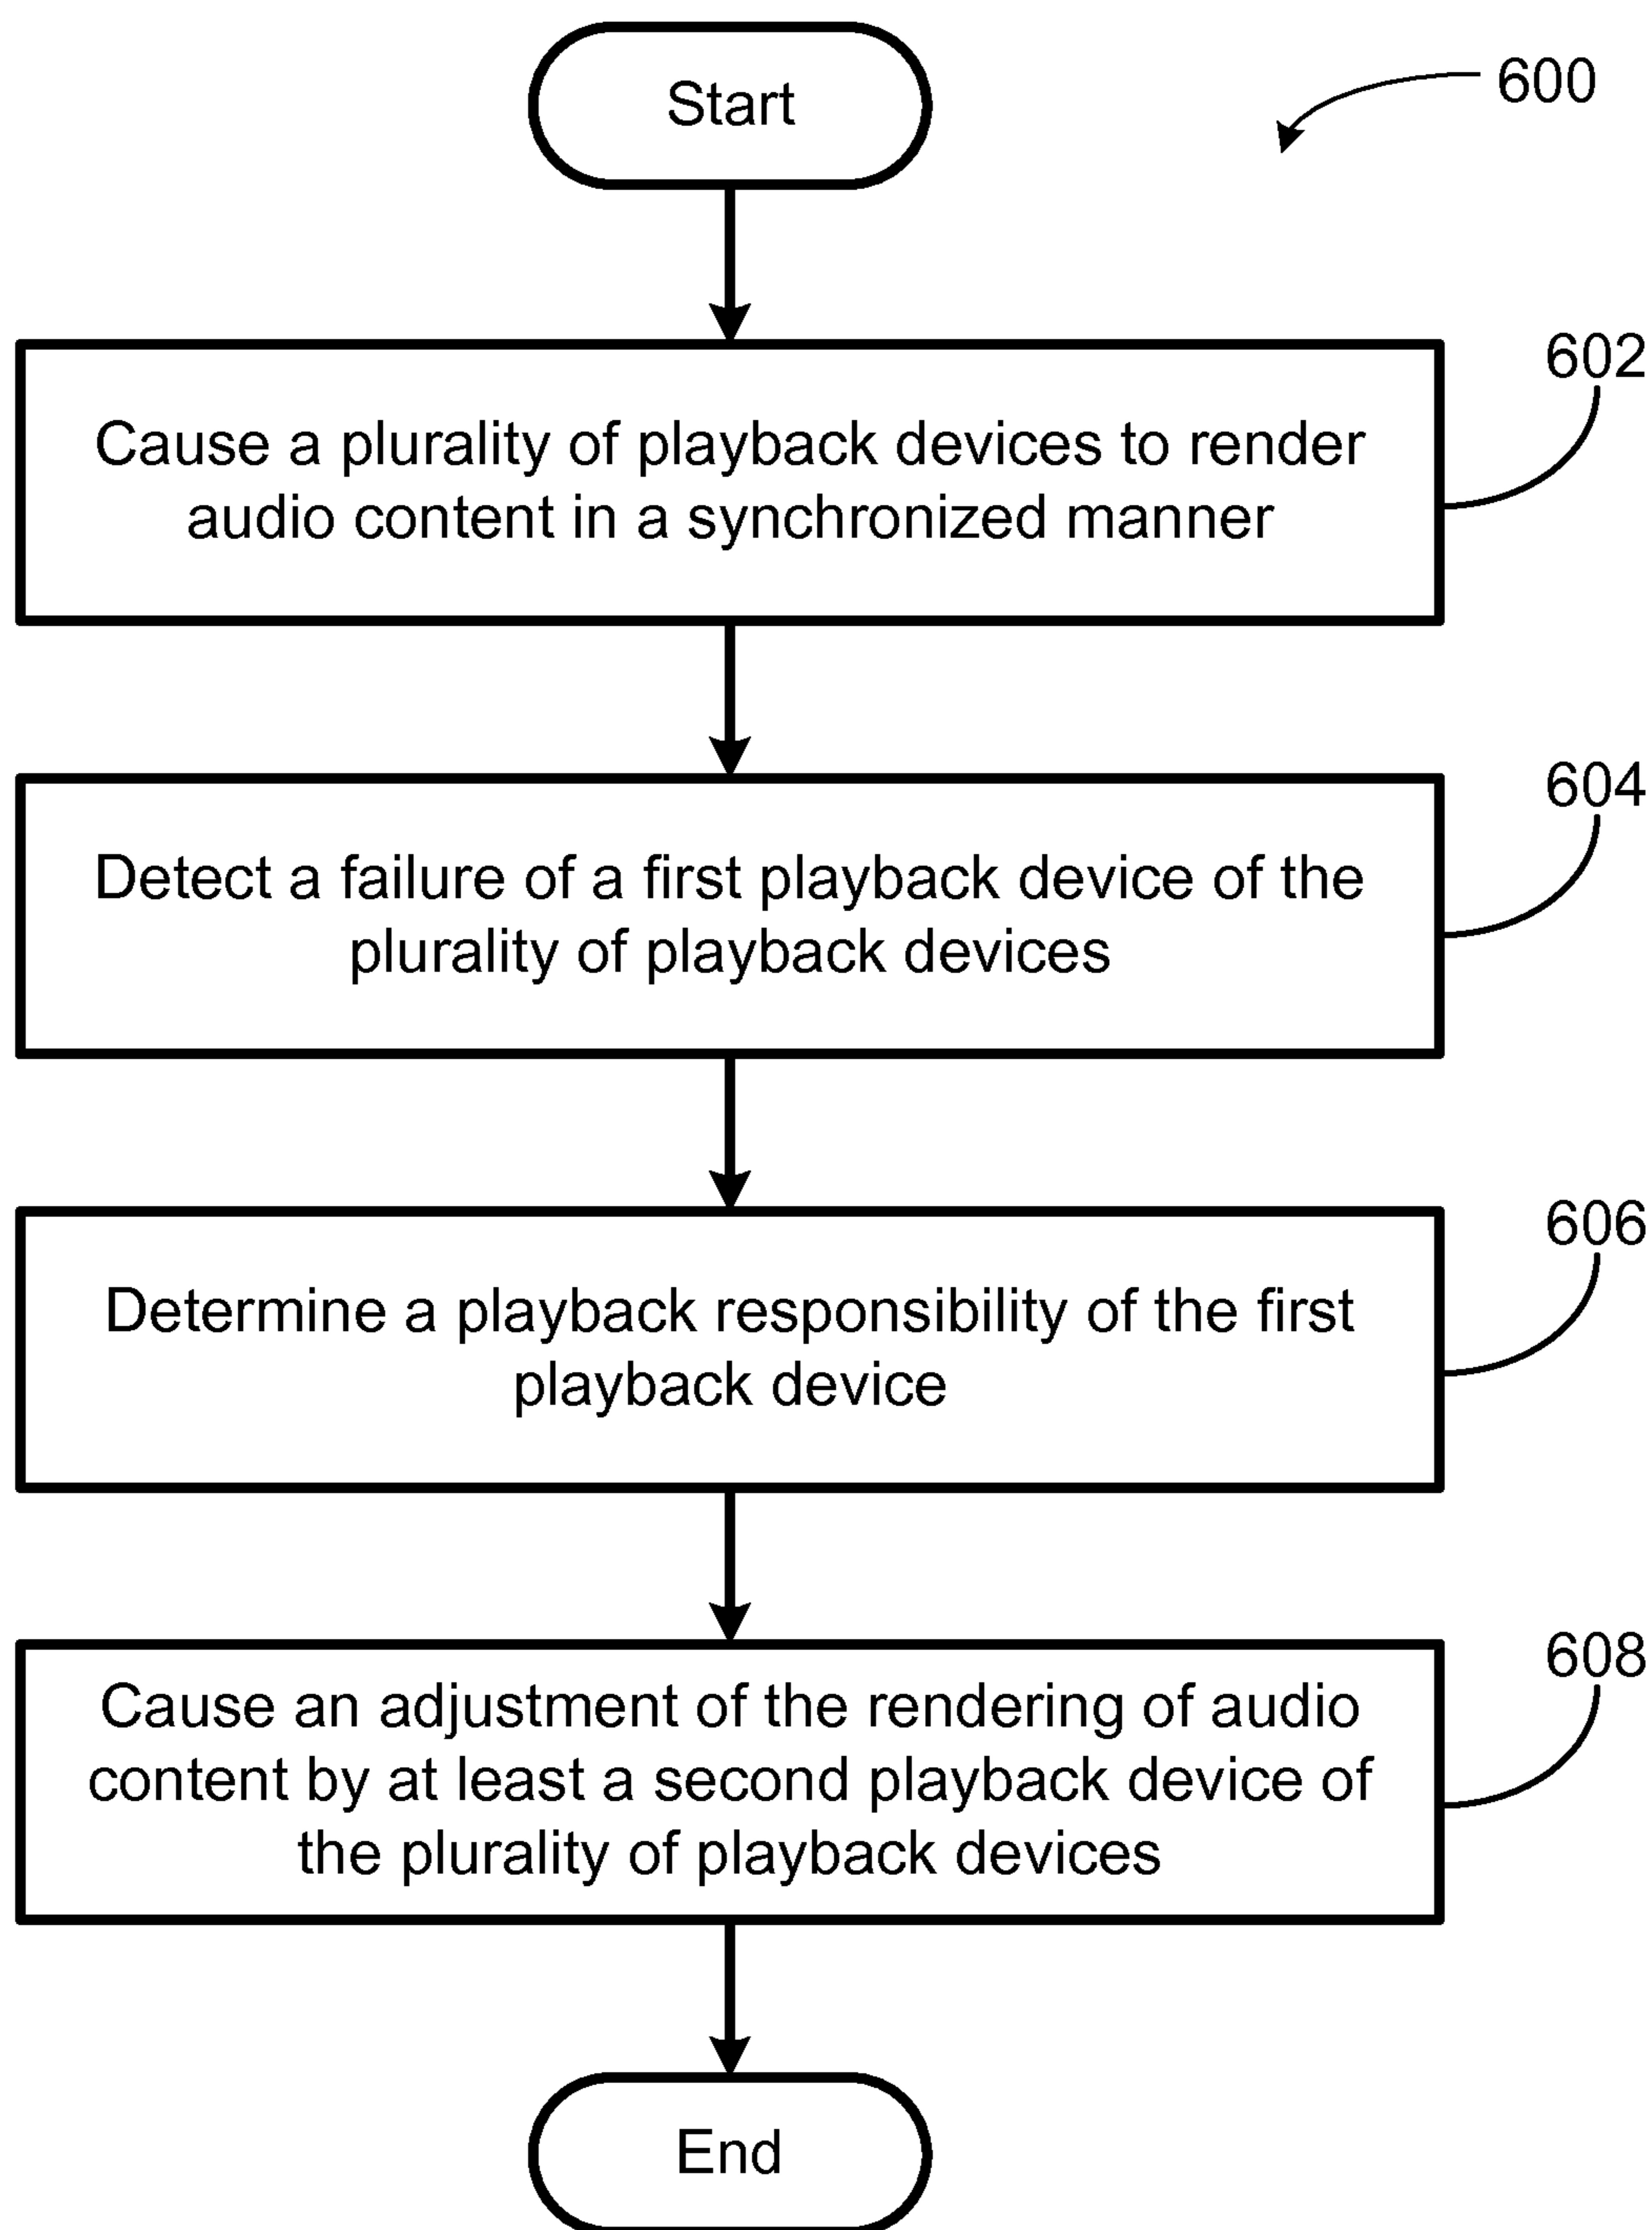 Start
600
602
Cause a plurality of playback devices to render
audio content in a synchronized manner
604
Detect a failure of a first playback device of the
plurality of playback devices
606
Determine a playback responsibility of the first
playback device
608
Cause an adjustment of the rendering of audio
content by at least a second playback device of
the plurality of playback devices
End